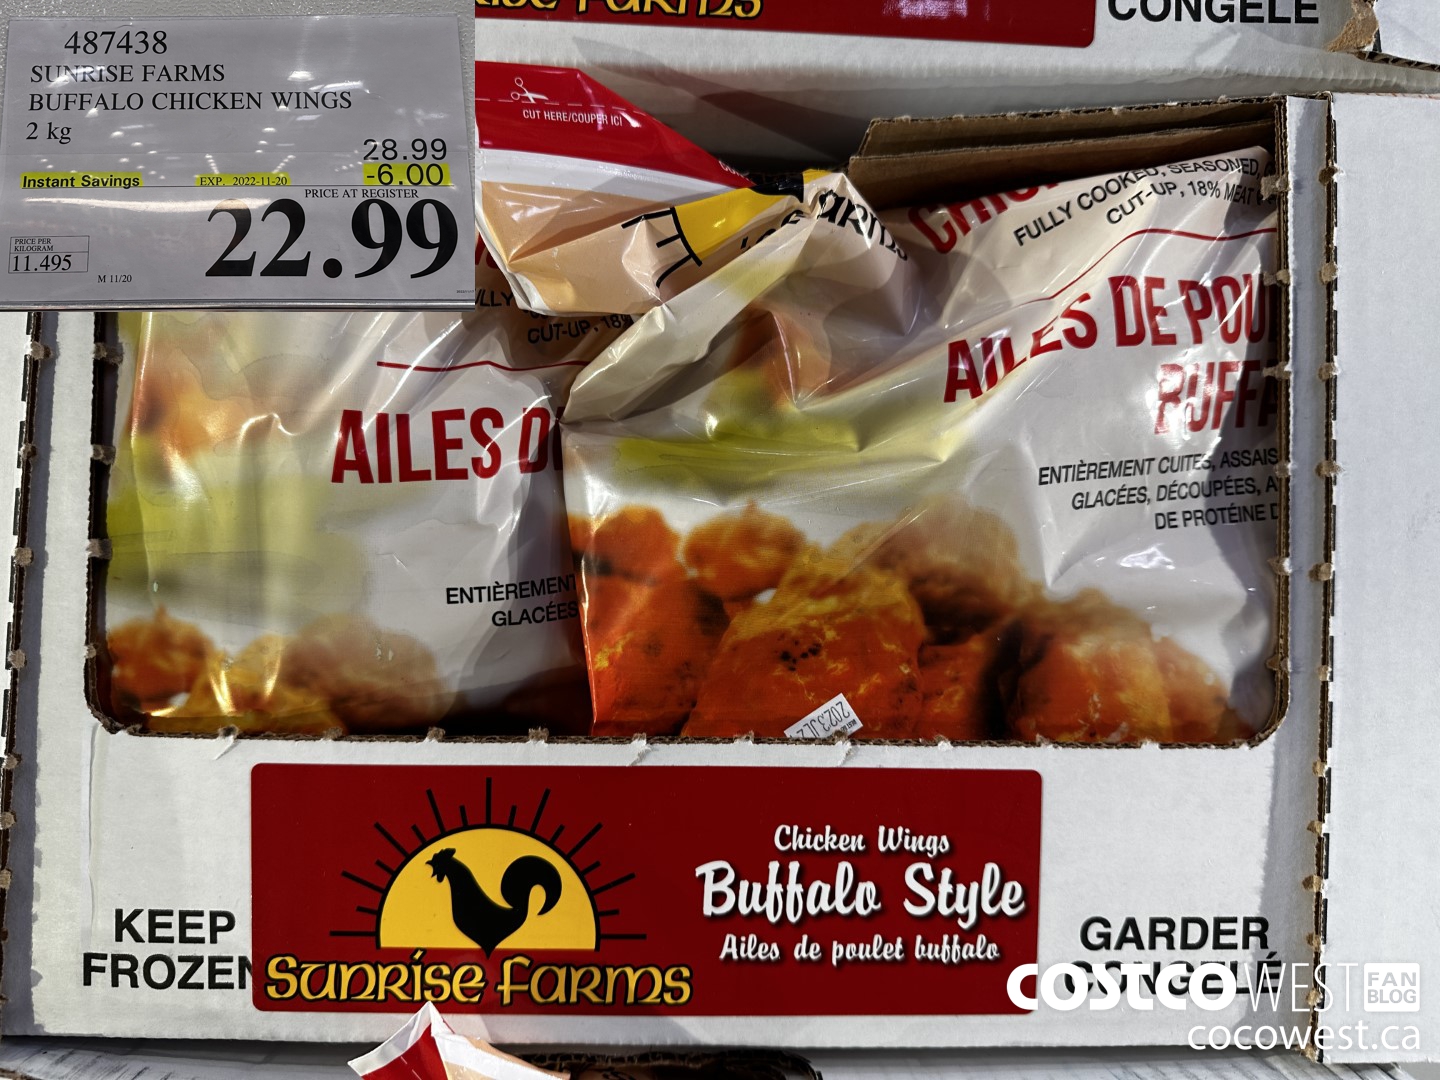 487438
SUNRISE FARMS
BUFFALO CHICKEN WINGS
2 kg
28.99
Instant Savings EXP. 2022-11-20 -6.00
PRICE AT REGISTER
22.99
PRICE PER
KILOGRAM
11.495
M 11/20
CONGELÉ
CUT HERE/COUPER ICI
FULLY COOKED, SEASONED,
CUT-UP, 18% MEAT
AILES DE POU
BUFFA
ENTIÈREMENT CUITES, ASSAIS
GLACÉES, DÉCOUPÉES, A
DE PROTÉINE D
CUT-UP, 18%
AILES D
ENTIÈREMENT
GLACÉES
KEEP
FROZEN
Sunrise Farms
Chicken Wings
Buffalo Style
Ailes de poulet buffalo
GARDER
CONGELÉ
COSTCO WEST FAN
BLOG
cocowest.ca